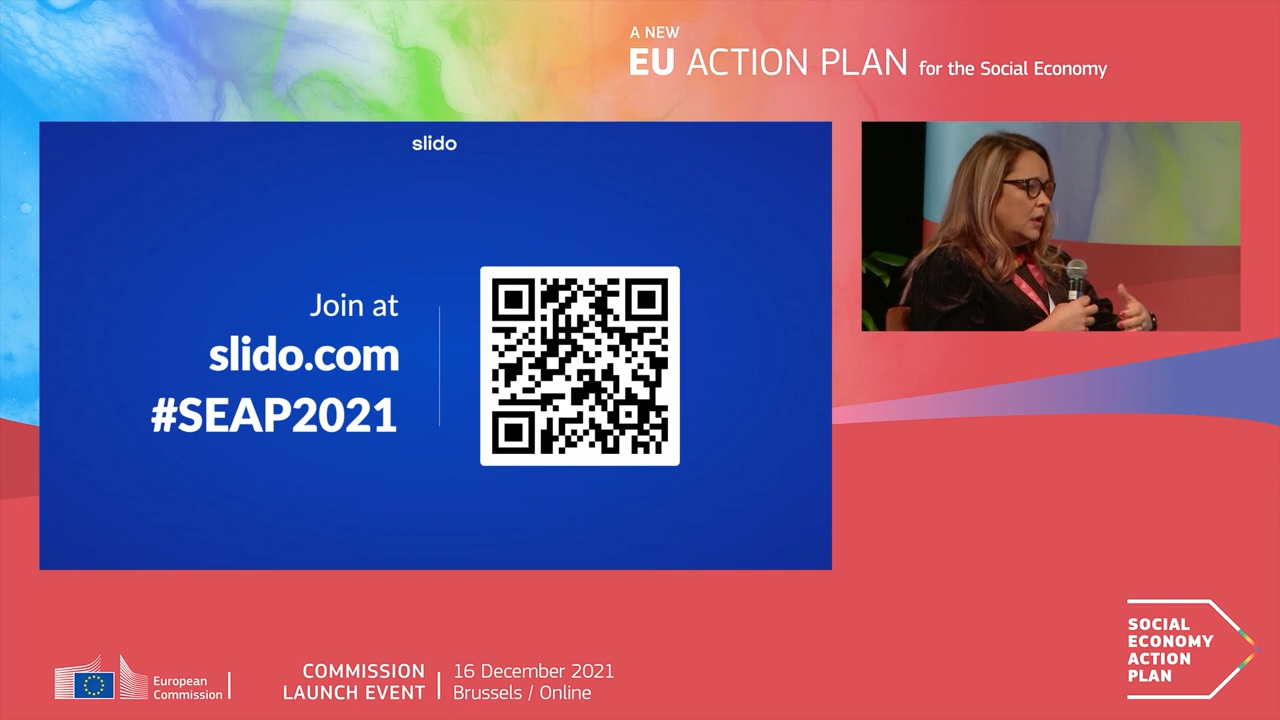 A NEW
EU ACTION PLAN for the Social Economy
slido
Join at
slido.com
#SEAP2021
European
Commission
COMMISSION
LAUNCH EVENT
16 December 2021
Brussels / Online
SOCIAL
ECONOMY
ACTION
PLAN